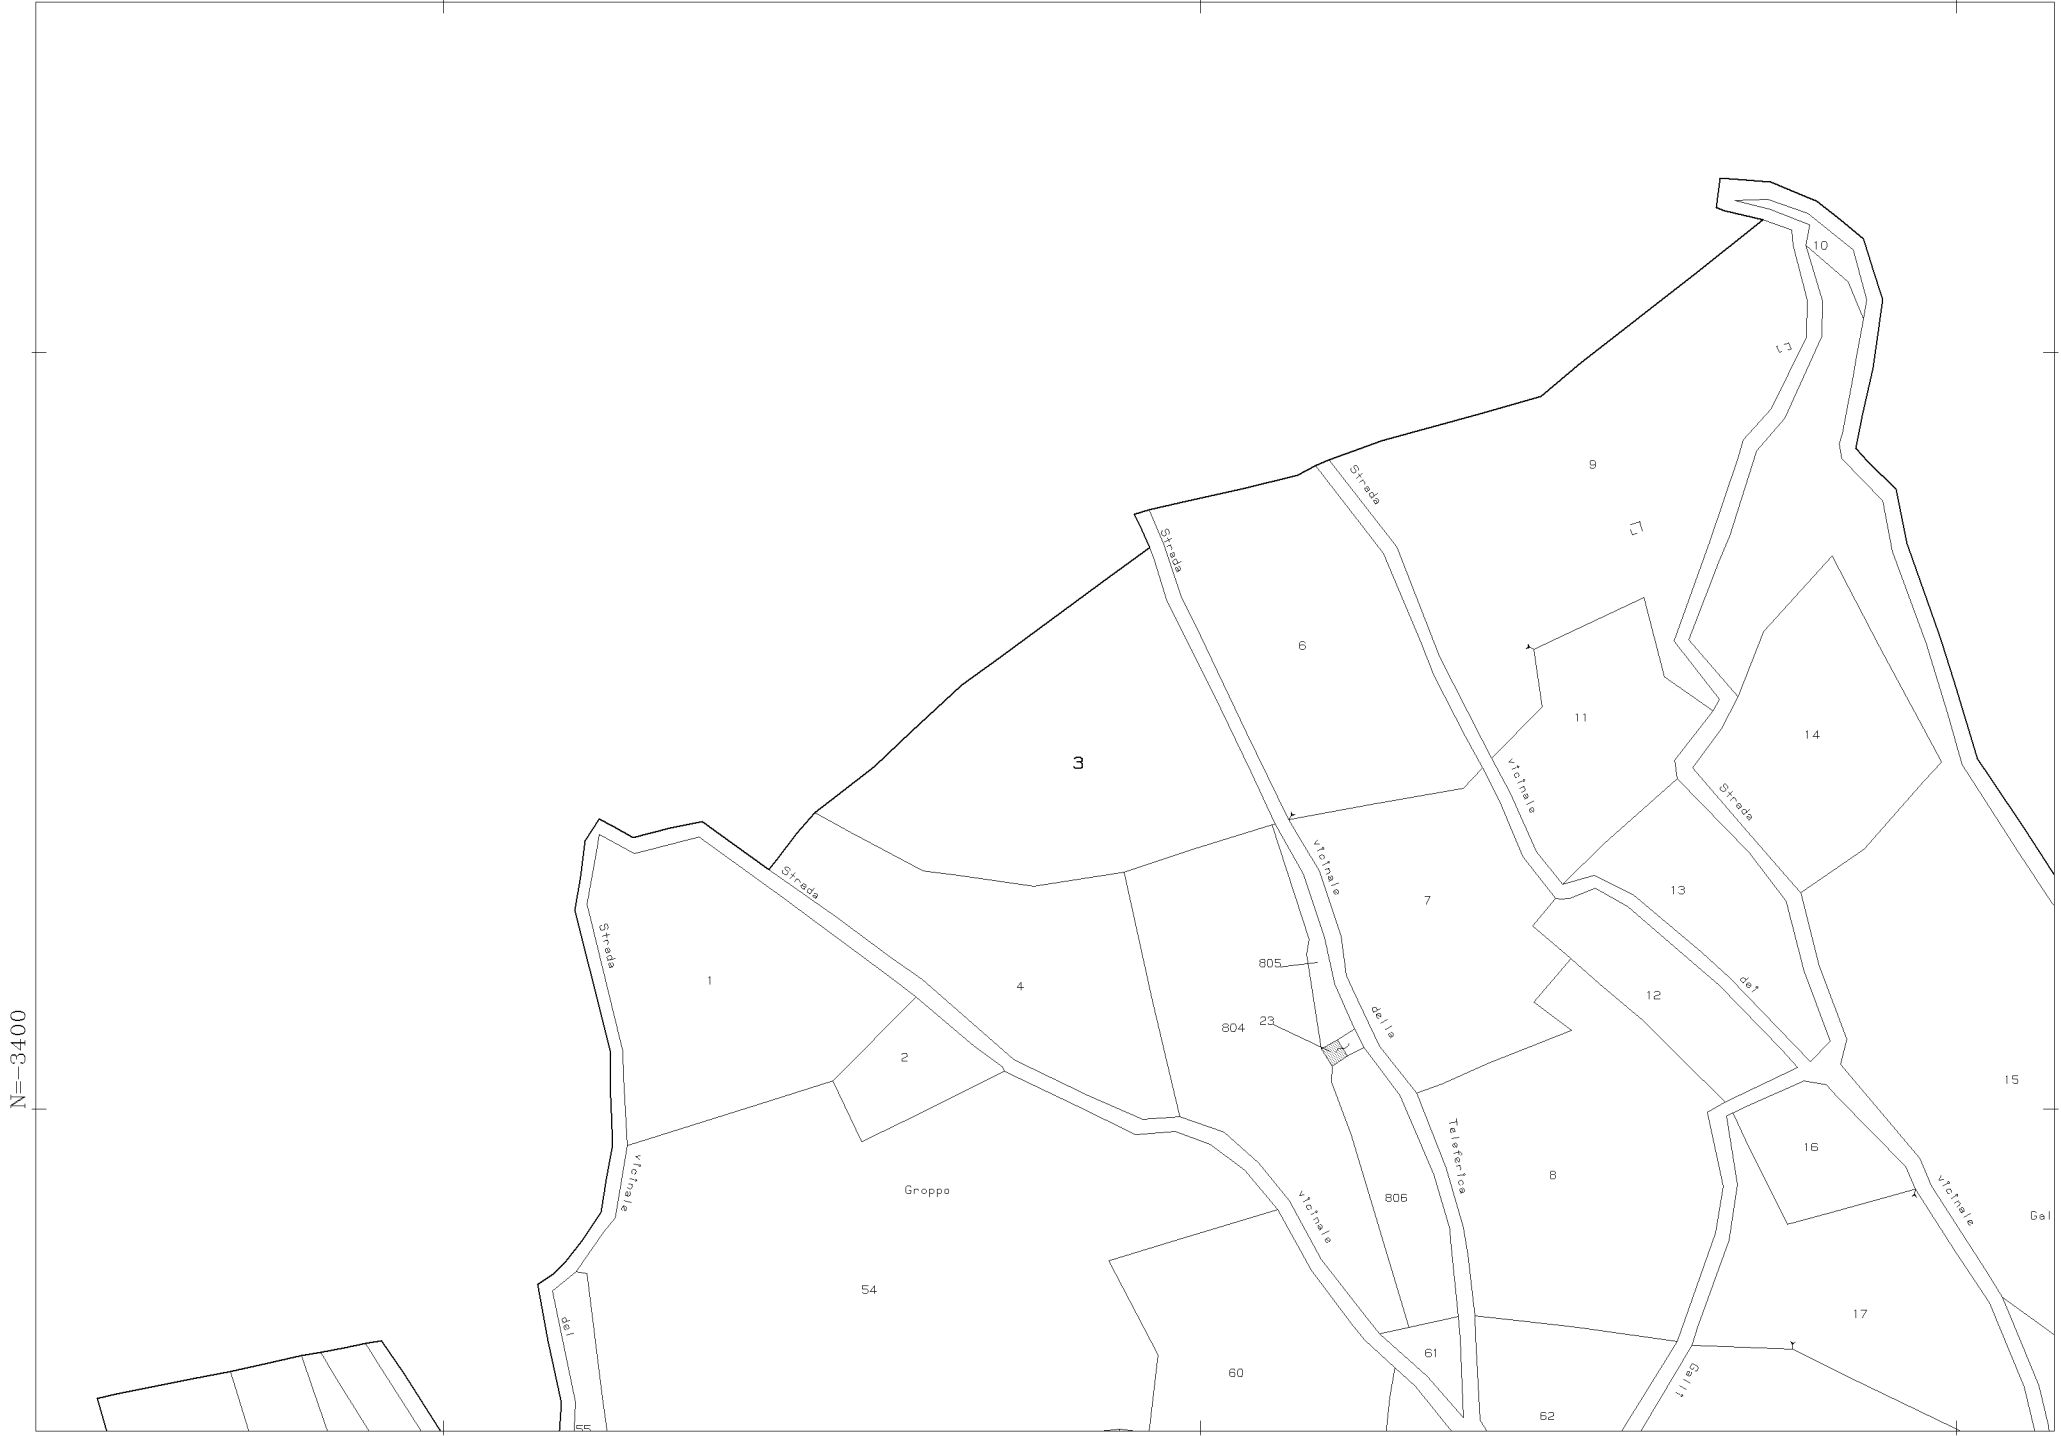 10
9
Strada
Strada
6
11
14
3
vicinale
Strada
vicinale
Strada
13
7
Strada
805
1
4
dei
12
804
23
della
2
15
Teleferica
16
vicinale
8
Groppo
806
vicinale
vicinale
Gal
54
17
del
61
60
Galli
62
55
N=-3400